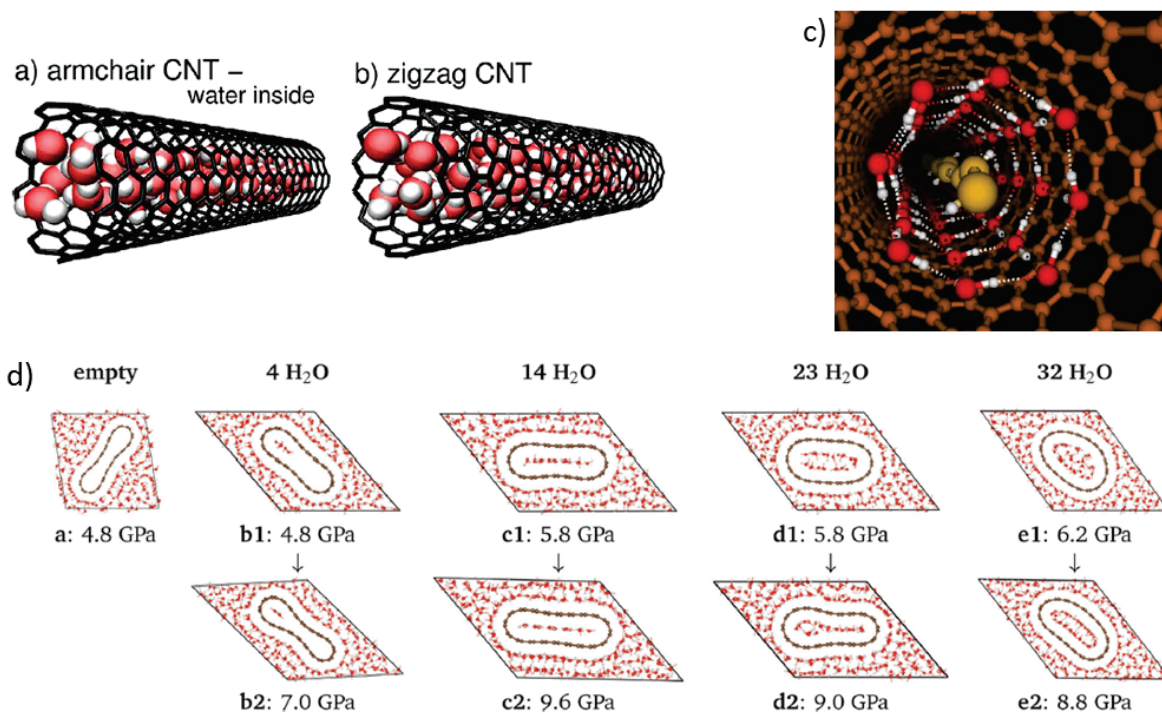 a) armchair CNT –
water inside
b) zigzag CNT
c)
d)
empty 4 H₂O 14 H₂O 23 H₂O 32 H₂O
a: 4.8 GPa b1: 4.8 GPa c1: 5.8 GPa d1: 5.8 GPa e1: 6.2 GPa
↓ ↓ ↓ ↓
b2: 7.0 GPa c2: 9.6 GPa d2: 9.0 GPa e2: 8.8 GPa